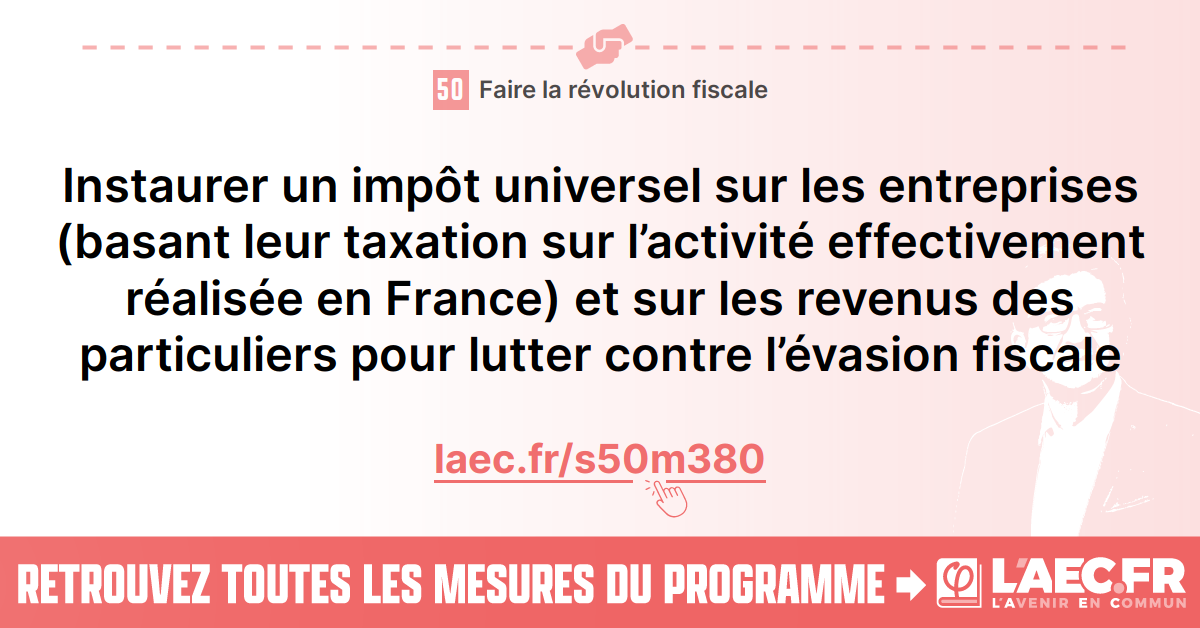 50 Faire la révolution fiscale
Instaurer un impôt universel sur les entreprises
(basant leur taxation sur l’activité effectivement
réalisée en France) et sur les revenus des
particuliers pour lutter contre l’évasion fiscale
laec.fr/s50m380
RETROUVEZ TOUTES LES MESURES DU PROGRAMME
L'AEC.FR
L'AVENIR EN COMMUN